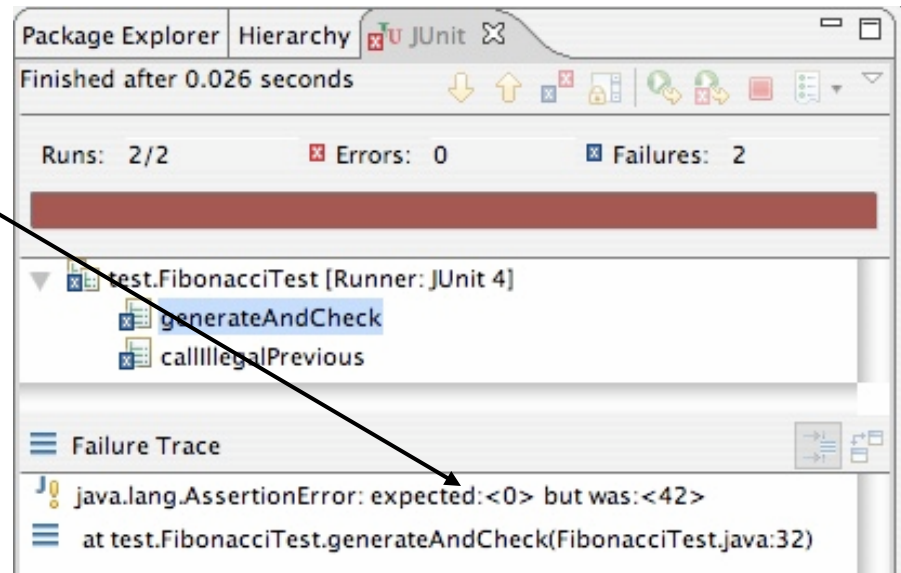 Package Explorer Hierarchy JU JUnit
Finished after 0.026 seconds
Runs: 2/2 Errors: 0 Failures: 2
test.FibonacciTest [Runner: JUnit 4]
generateAndCheck
callIllegalPrevious
Failure Trace
java.lang.AssertionError: expected:<0> but was:<42>
at test.FibonacciTest.generateAndCheck(FibonacciTest.java:32)